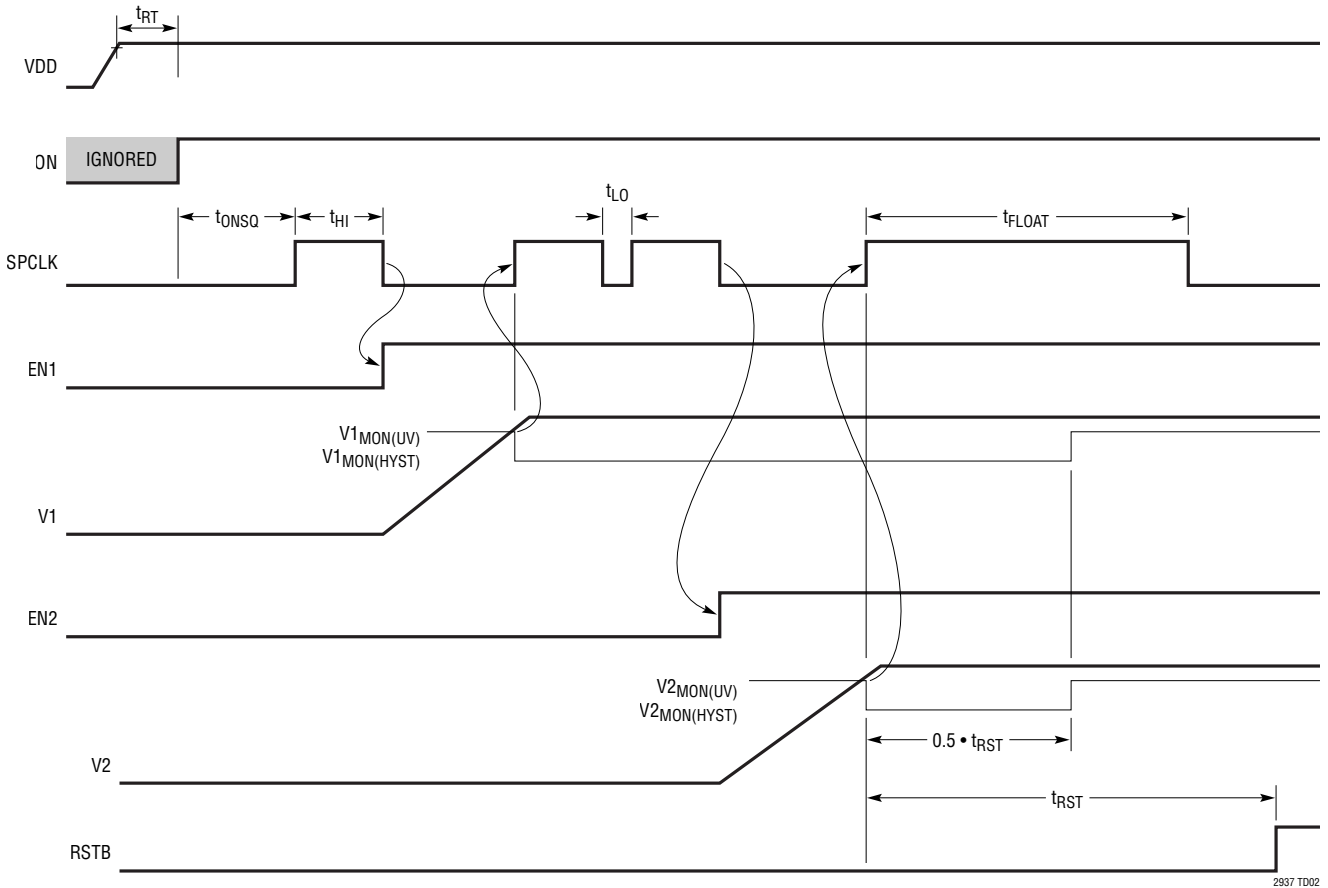 tRT
VDD
ON IGNORED
tLO
tONSQ tHI tFLOAT
SPCLK
EN1
V1MON(UV)
V1MON(HYST)
V1
EN2
V2MON(UV)
V2MON(HYST)
0.5 • tRST
V2
tRST
RSTB
2937 TD02